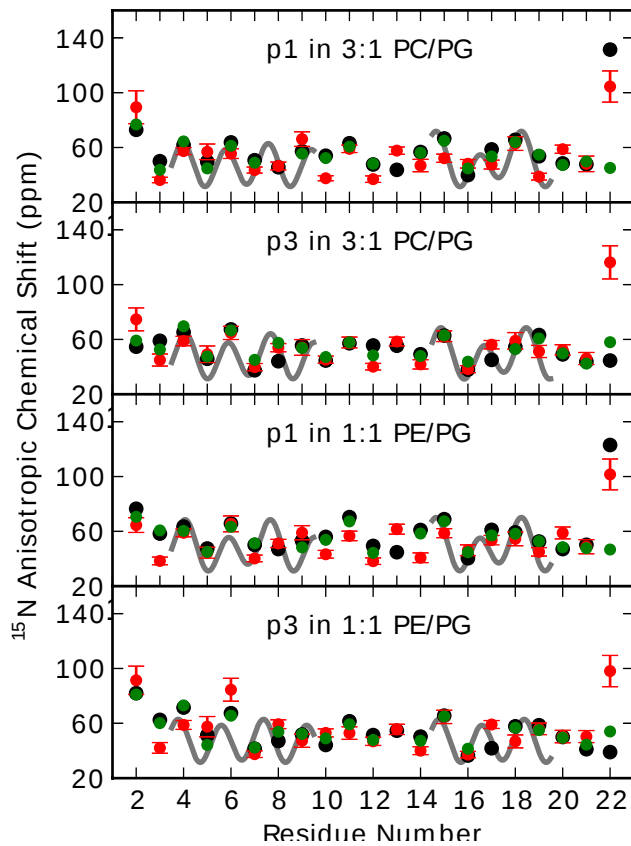 140
p1 in 3:1 PC/PG
100
60
20
140
p3 in 3:1 PC/PG
100
60
20
140
p1 in 1:1 PE/PG
100
60
20
140
p3 in 1:1 PE/PG
100
60
20
2 4 6 8 10 12 14 16 18 20 22
Residue Number
15N Anisotropic Chemical Shift (ppm)